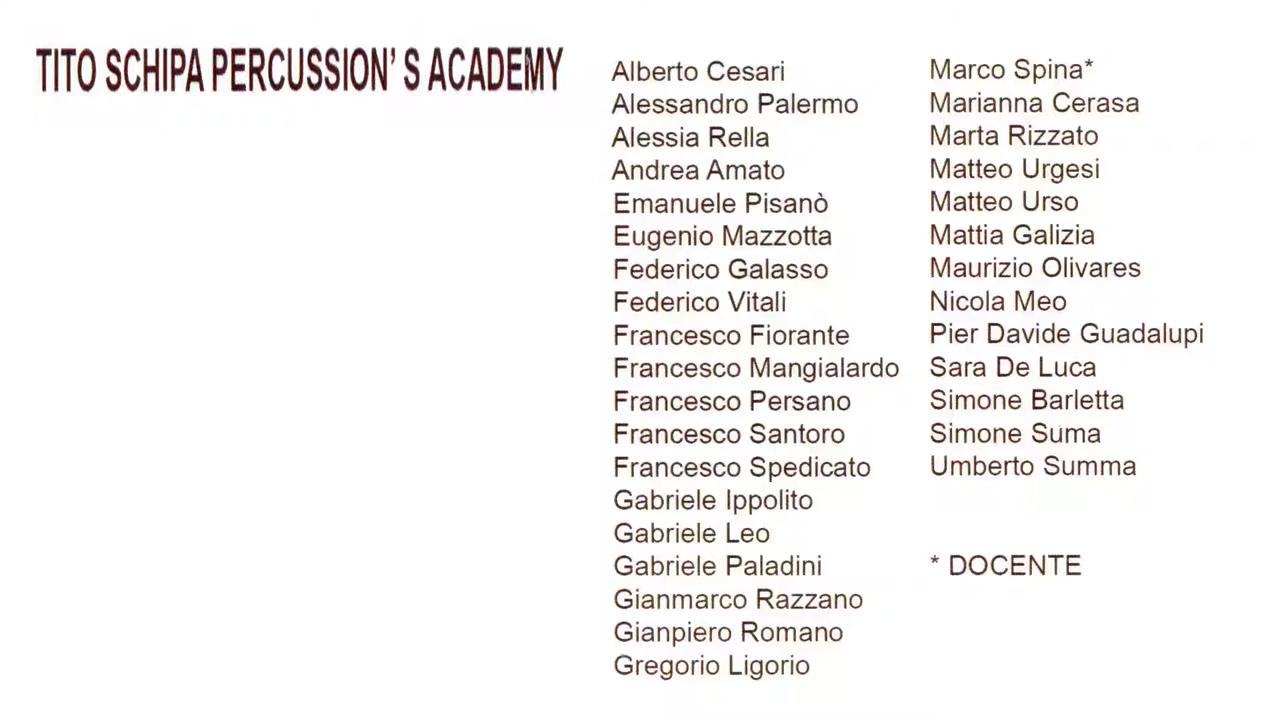 TITO SCHIPA PERCUSSION' S ACADEMY
Alberto Cesari
Alessandro Palermo
Alessia Rella
Andrea Amato
Emanuele Pisanò
Eugenio Mazzotta
Federico Galasso
Federico Vitali
Francesco Fiorante
Francesco Mangialardo
Francesco Persano
Francesco Santoro
Francesco Spedicato
Gabriele Ippolito
Gabriele Leo
Gabriele Paladini
Gianmarco Razzano
Gianpiero Romano
Gregorio Ligorio
Marco Spina*
Marianna Cerasa
Marta Rizzato
Matteo Urgesi
Matteo Urso
Mattia Galizia
Maurizio Olivares
Nicola Meo
Pier Davide Guadalupi
Sara De Luca
Simone Barletta
Simone Suma
Umberto Summa
* DOCENTE